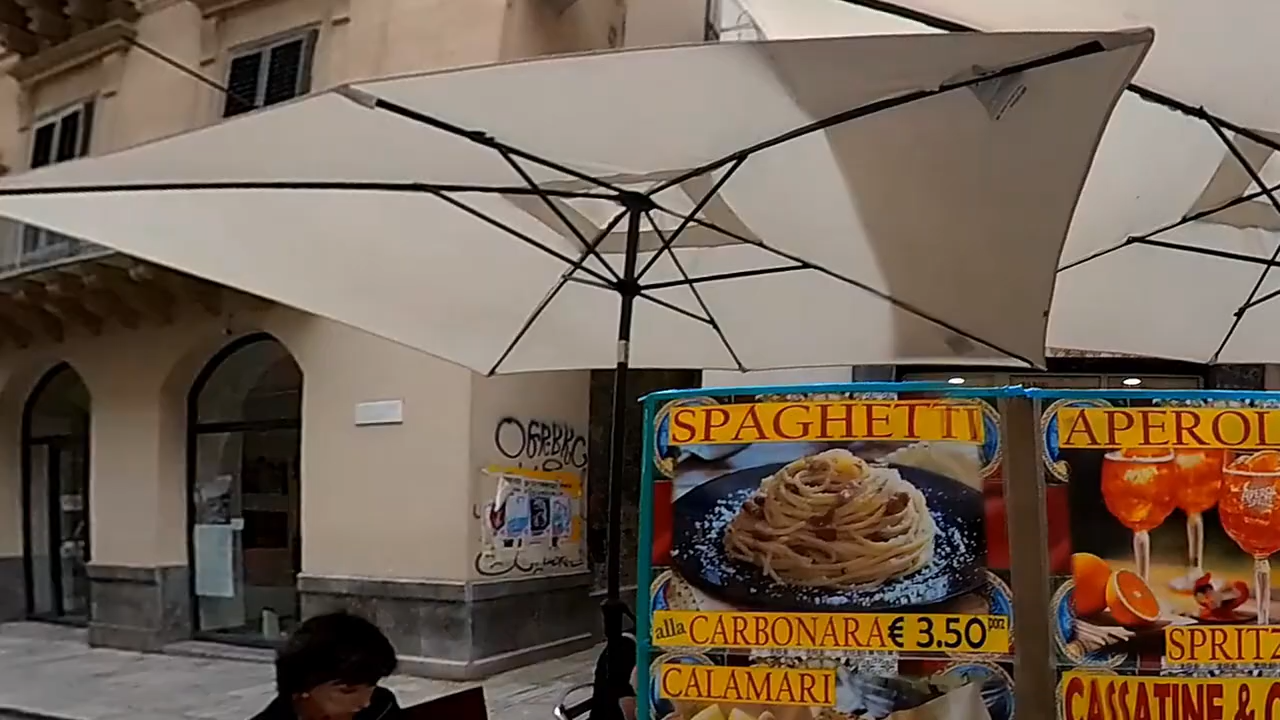 SPAGHETTI
alla CARBONARA € 3.50 porz
CALAMARI
APEROL
SPRITZ
CASSATINE &